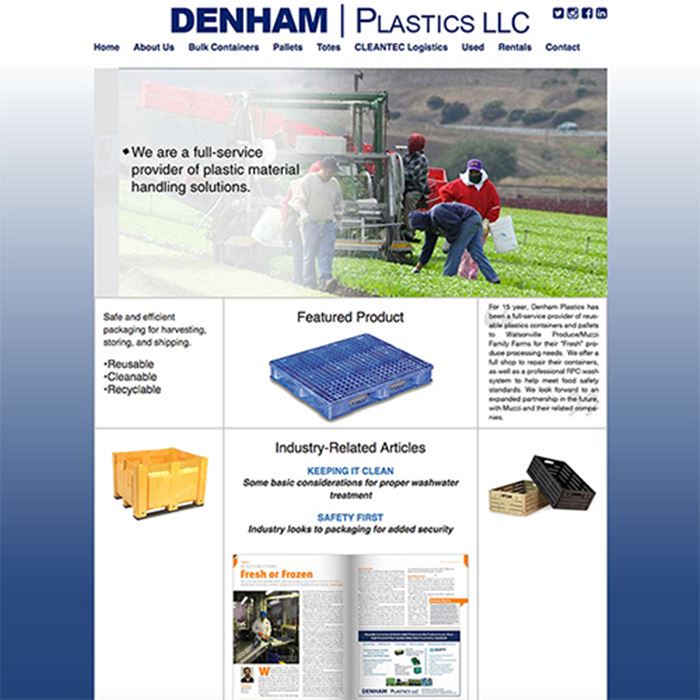 DENHAM | PLASTICS LLC
Home About Us Bulk Containers Pallets Totes CLEANTEC Logistics Used Rentals Contact
We are a full-service
provider of plastic material
handling solutions.
Safe and efficient
packaging for harvesting,
storing, and shipping.
•Reusable
•Cleanable
•Recyclable
Featured Product
For 15 year, Denham Plastics has
been a full-service provider of reus-
able plastics containers and pallets
to Watsonville Produce/Muzzi
Family Farms for their "Fresh" pro-
duce processing needs. We offer a
full shop to repair their containers,
as well as a professional RPC wash
system to help meet food safety
standards. We look forward to an
expanded partnership in the future,
with Muzzi and their related compa-
nies.
Industry-Related Articles
KEEPING IT CLEAN
Some basic considerations for proper washwater
treatment
SAFETY FIRST
Industry looks to packaging for added security
Fresh or Frozen
DENHAM PLASTICS LLC